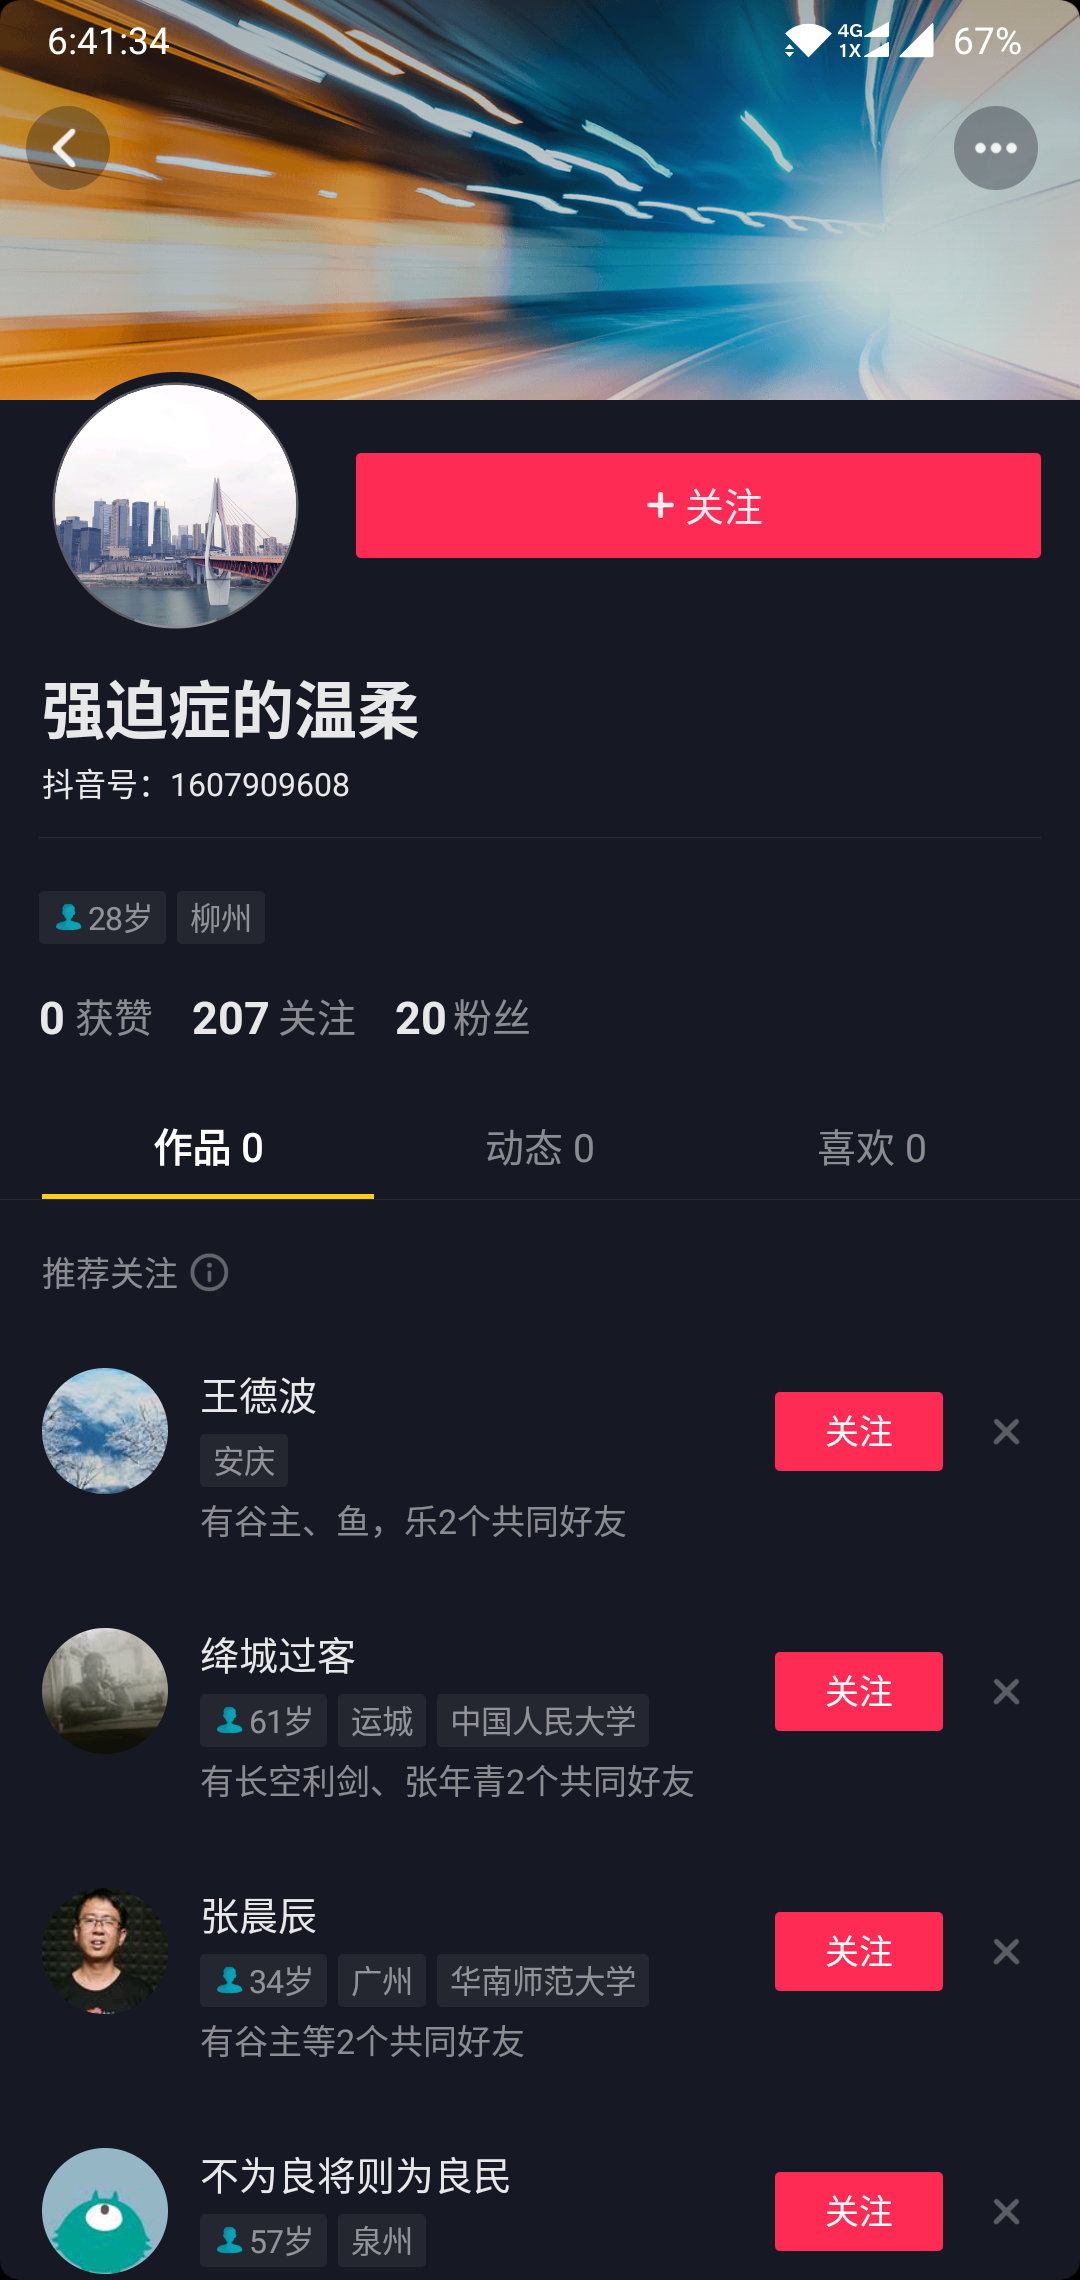 6:41:34
4G
1X
67%
+ 关注
强迫症的温柔
抖音号：1607909608
28岁 柳州
0 获赞 207 关注 20 粉丝
作品 0 动态 0 喜欢 0
推荐关注
王德波
安庆
关注
有谷主、鱼，乐2个共同好友
绛城过客
61岁 运城 中国人民大学
关注
有长空利剑、张年青2个共同好友
张晨辰
34岁 广州 华南师范大学
关注
有谷主等2个共同好友
不为良将则为良民
57岁 泉州
关注